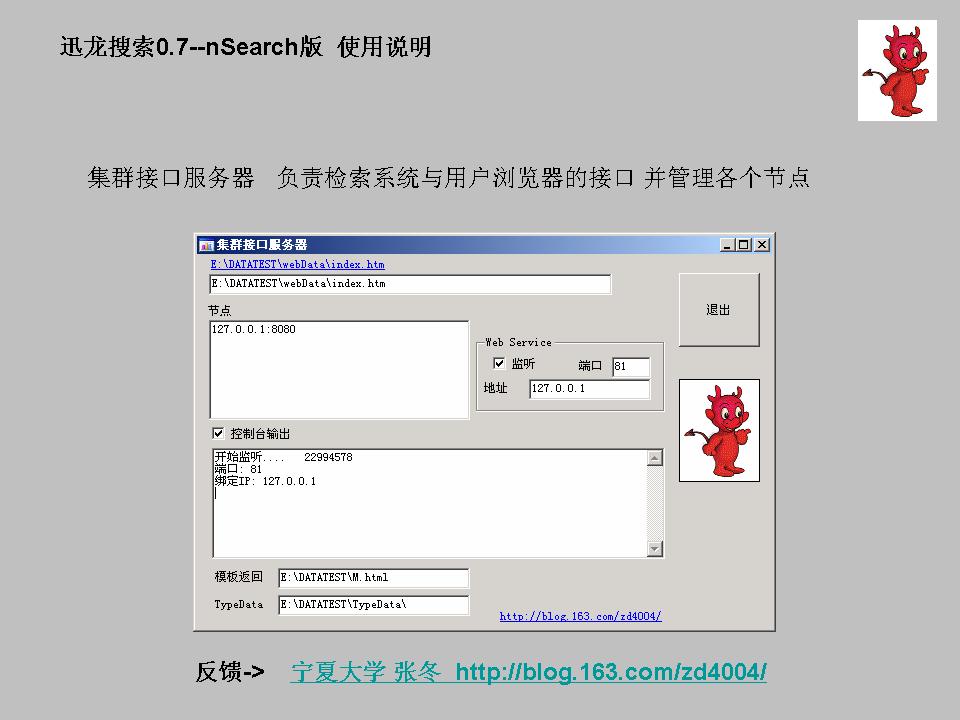 迅龙搜索0.7--nSearch版 使用说明
集群接口服务器 负责检索系统与用户浏览器的接口 并管理各个节点
集群接口服务器
E:\DATATEST\webData\index.htm
E:\DATATEST\webData\index.htm
退出
节点
127.0.0.1:8080
Web Service
监听 端口 81
地址 127.0.0.1
控制台输出
开始监听.... 22994578
端口: 81
绑定IP: 127.0.0.1
模板返回 E:\DATATEST\M.html
TypeData E:\DATATEST\TypeData\
http://blog.163.com/zd4004/
反馈-> 宁夏大学 张冬 http://blog.163.com/zd4004/